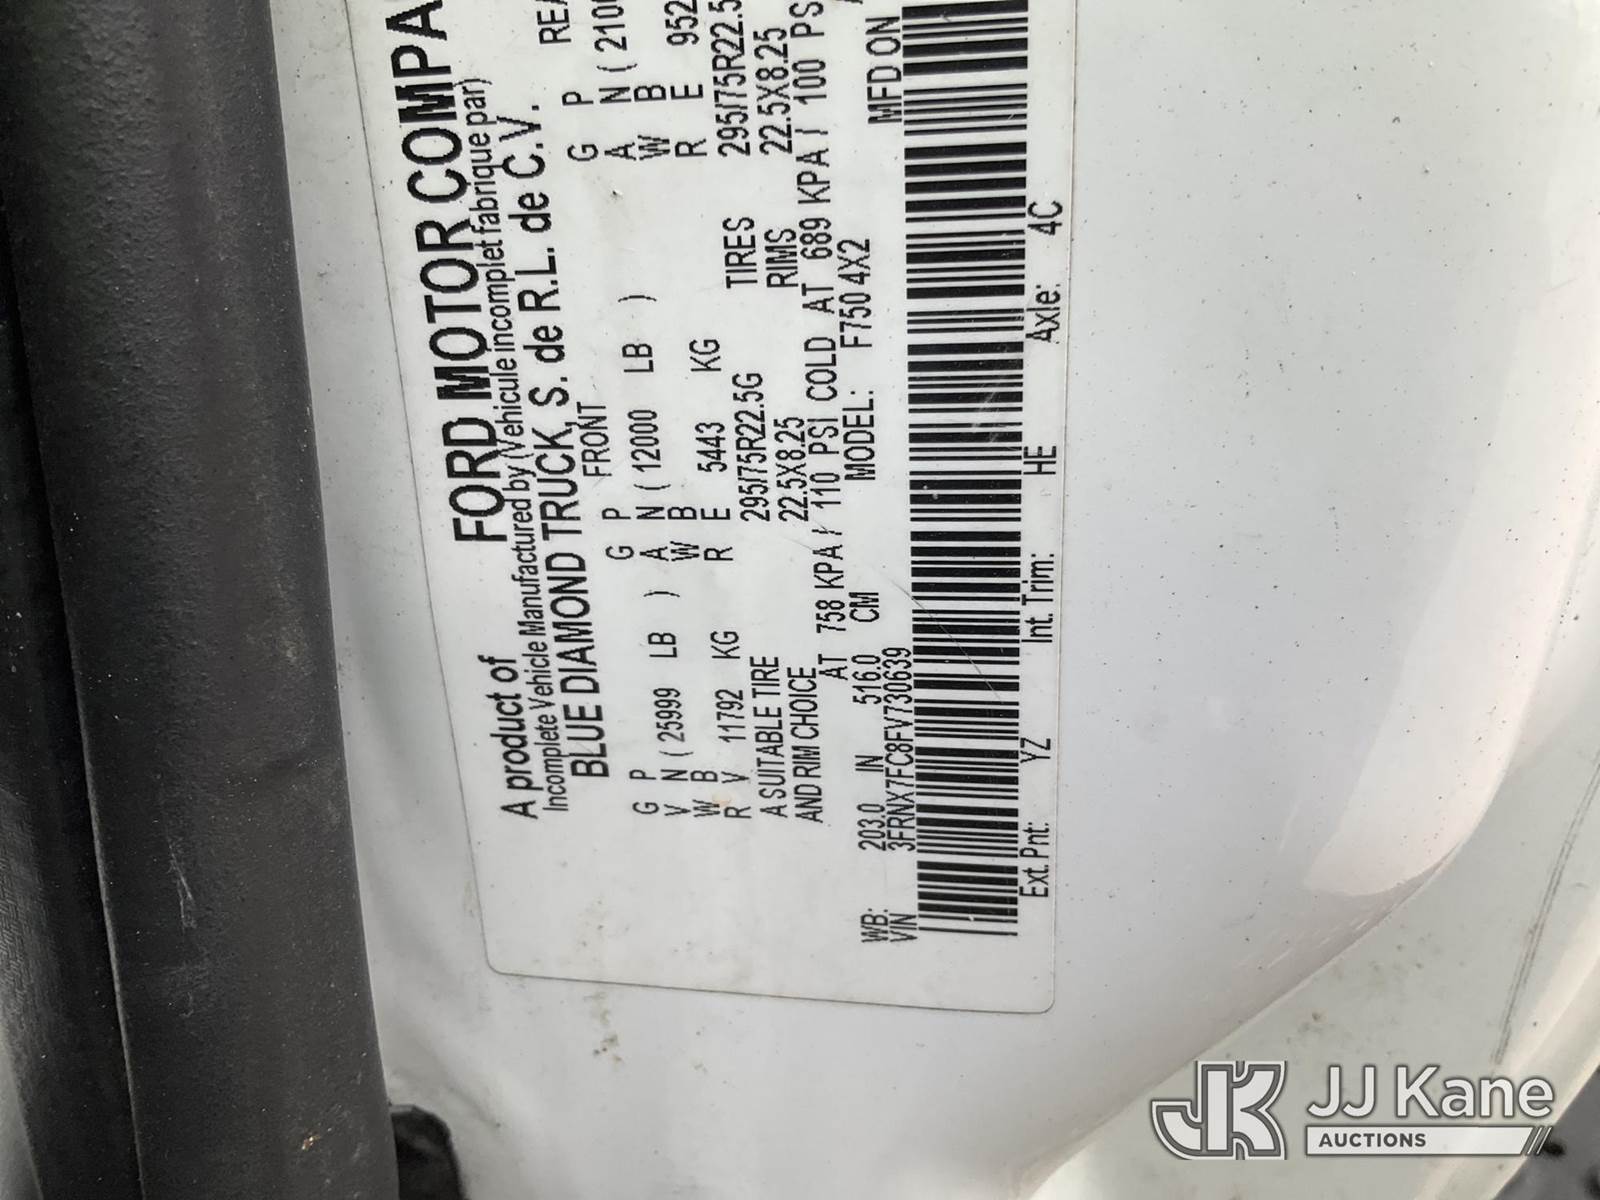 A product of FORD MOTOR COMPA
Incomplete Vehicle Manufactured by (Vehicule incomplet fabrique par)
BLUE DIAMOND TRUCK, S. de R.L. de C.V.
FRONT REA
G P G P G P
V N ( 25999 LB ) A N ( 12000 LB ) A N ( 2100
W B W B W B
R V 11792 KG R E 5443 KG R E 952
A SUITABLE TIRE 295/75R22.5G TIRES 295/75R22.5
AND RIM CHOICE 22.5X8.25 RIMS 22.5X8.25
AT 758 KPA / 110 PSI COLD AT 689 KPA / 100 PS
WB: 203.0 IN 516.0 CM MODEL: F750 4X2
VIN 3FRNX7FC8FV730639 MFD ON
Ext. Pnt: YZ Int. Trim: HE Axle: 4C
JK JJ Kane
AUCTIONS